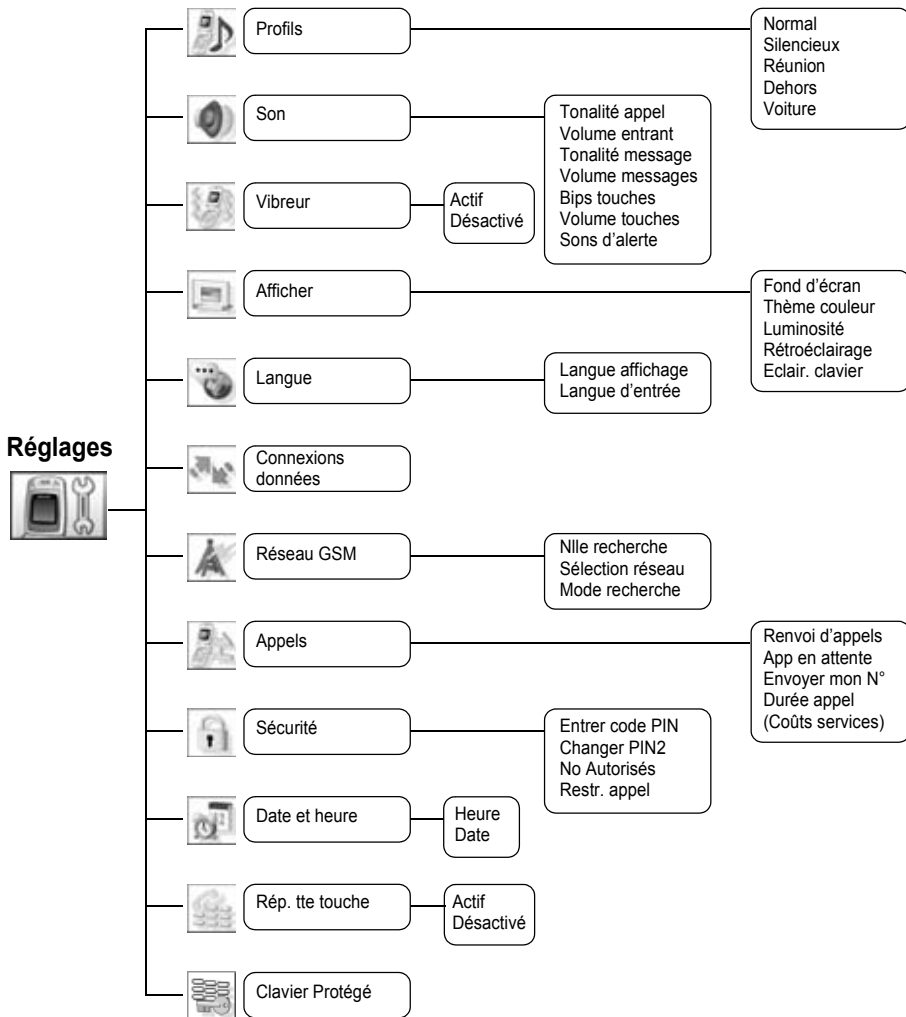 Réglages
Profils
Normal
Silencieux
Réunion
Dehors
Voiture
Son
Tonalité appel
Volume entrant
Tonalité message
Volume messages
Bips touches
Volume touches
Sons d'alerte
Vibreur
Actif
Désactivé
Afficher
Fond d'écran
Thème couleur
Luminosité
Rétroéclairage
Eclair. clavier
Langue
Langue affichage
Langue d'entrée
Connexions
données
Réseau GSM
Nlle recherche
Sélection réseau
Mode recherche
Appels
Renvoi d'appels
App en attente
Envoyer mon N°
Durée appel
(Coûts services)
Sécurité
Entrer code PIN
Changer PIN2
No Autorisés
Restr. appel
Date et heure
Heure
Date
Rép. tte touche
Actif
Désactivé
Clavier Protégé